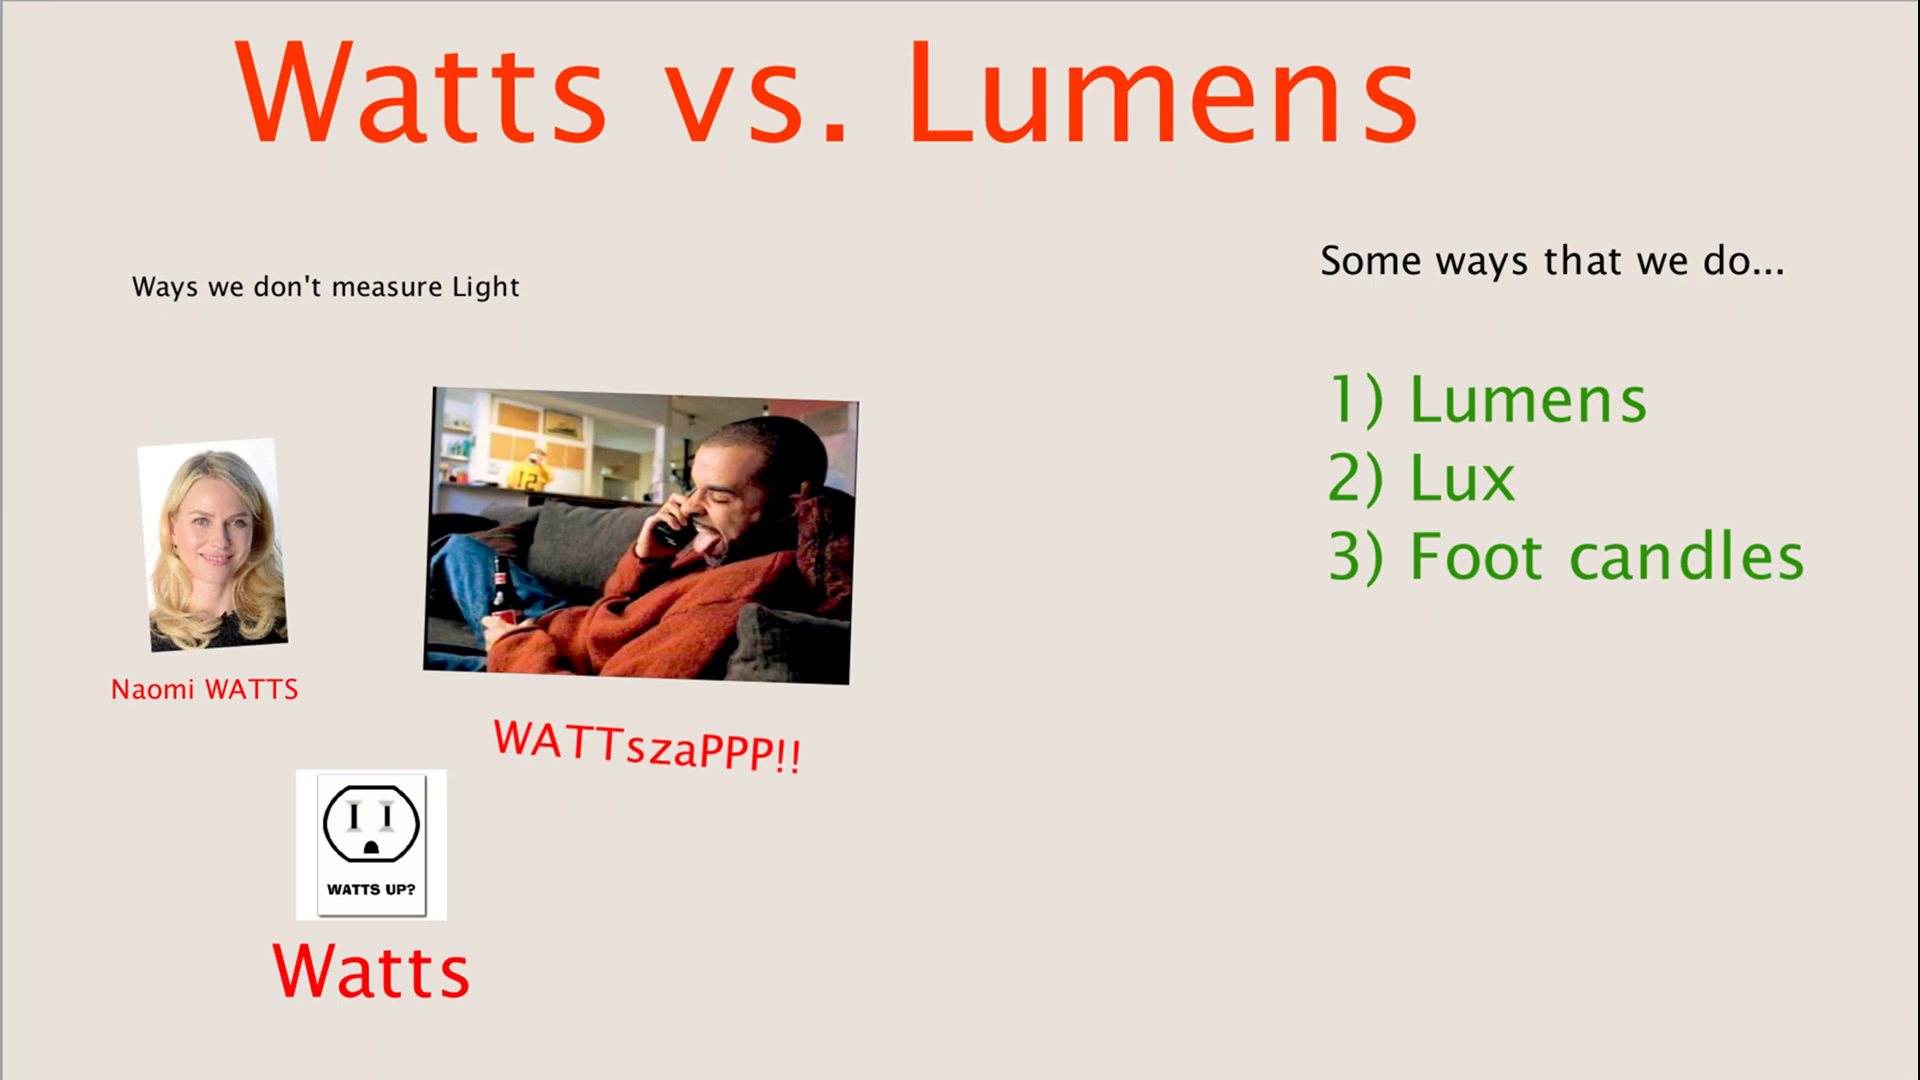 Watts vs. Lumens
Ways we don't measure Light
Naomi WATTS
12
WATTszaPPP!!
WATTS UP?
Watts
Some ways that we do...
1) Lumens
2) Lux
3) Foot candles